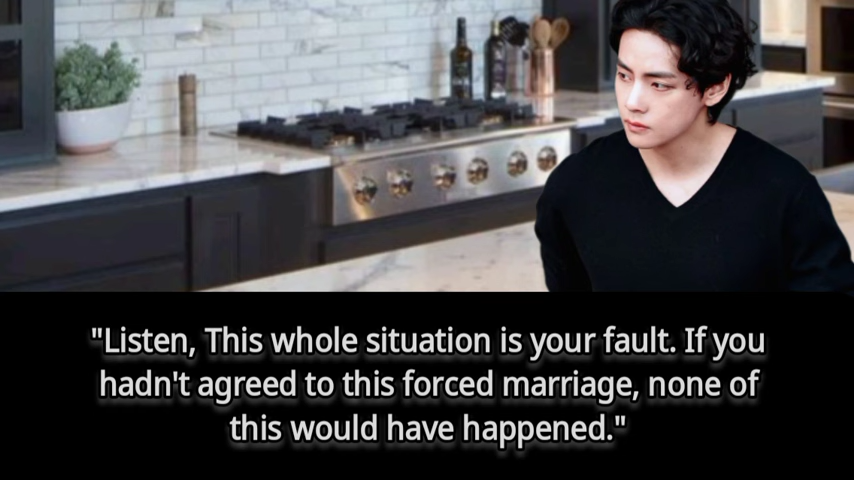 "Listen, This whole situation is your fault. If you
hadn't agreed to this forced marriage, none of
this would have happened."